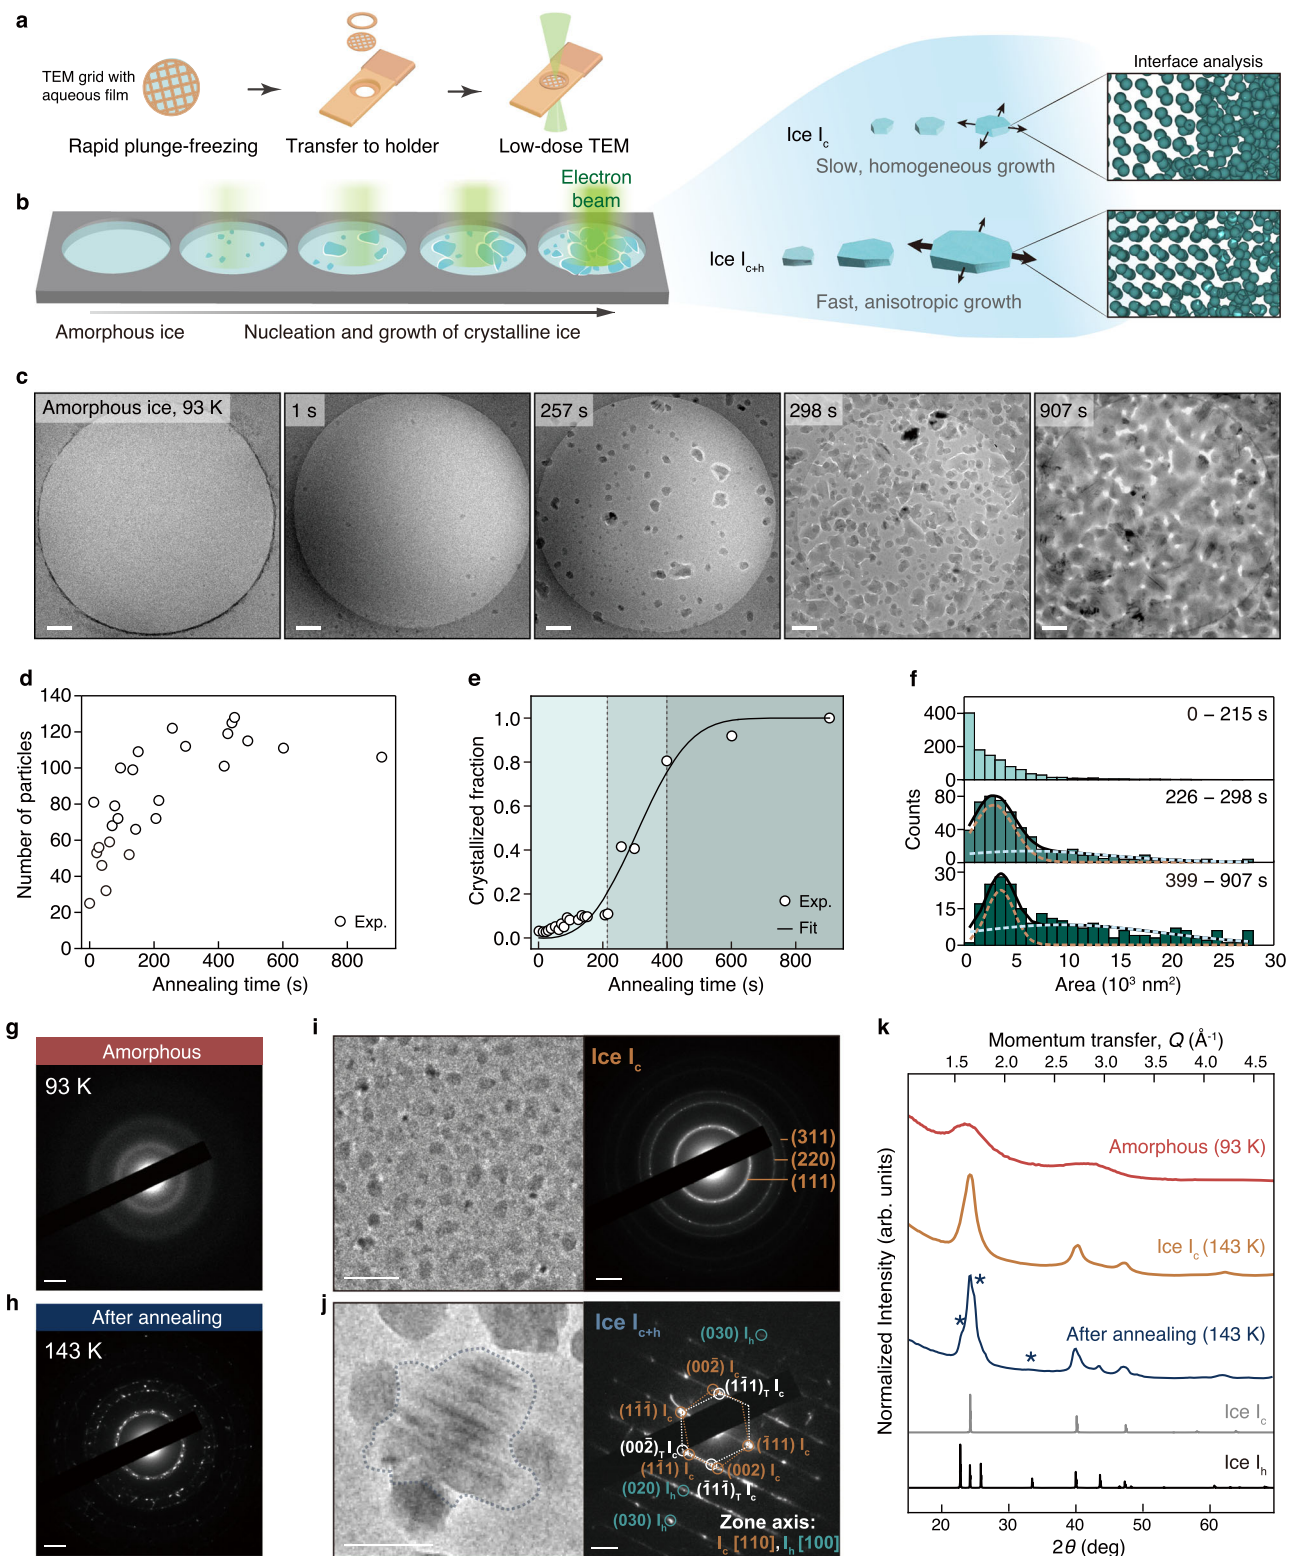 a
TEM grid with
aqueous film
Rapid plunge-freezing
Transfer to holder
Low-dose TEM
Interface analysis
Ice Ic
Slow, homogeneous growth
Ice Ic+h
Fast, anisotropic growth
b
Electron
beam
Amorphous ice
Nucleation and growth of crystalline ice
c
Amorphous ice, 93 K
1 s
257 s
298 s
907 s
d
Number of particles
140
120
100
80
60
40
20
0
0 200 400 600 800
Annealing time (s)
Exp.
e
Crystallized fraction
1.0
0.8
0.6
0.4
0.2
0.0
0 200 400 600 800
Annealing time (s)
Exp.
Fit
f
Counts
400
200
0
0 – 215 s
80
40
0
226 – 298 s
30
15
0
399 – 907 s
0 5 10 15 20 25 30
Area (10³ nm²)
g
Amorphous
93 K
h
After annealing
143 K
i
Ice Ic
(311)
(220)
(111)
j
Ice Ic+h
(030) Ih
(002̄) Ic
(11̄1)T Ic
(11̄1̄) Ic
(002̄)T Ic
(1̄11) Ic
(11̄1) Ic
(002) Ic
(020) Ih
(1̄11̄)T Ic
(030) Ih
Zone axis:
Ic [110], Ih [100]
k
Momentum transfer, Q (Å-1)
1.5 2.0 2.5 3.0 3.5 4.0 4.5
Normalized Intensity (arb. units)
Amorphous (93 K)
Ice Ic (143 K)
* *
After annealing (143 K)
*
Ice Ic
Ice Ih
20 30 40 50 60
2θ (deg)